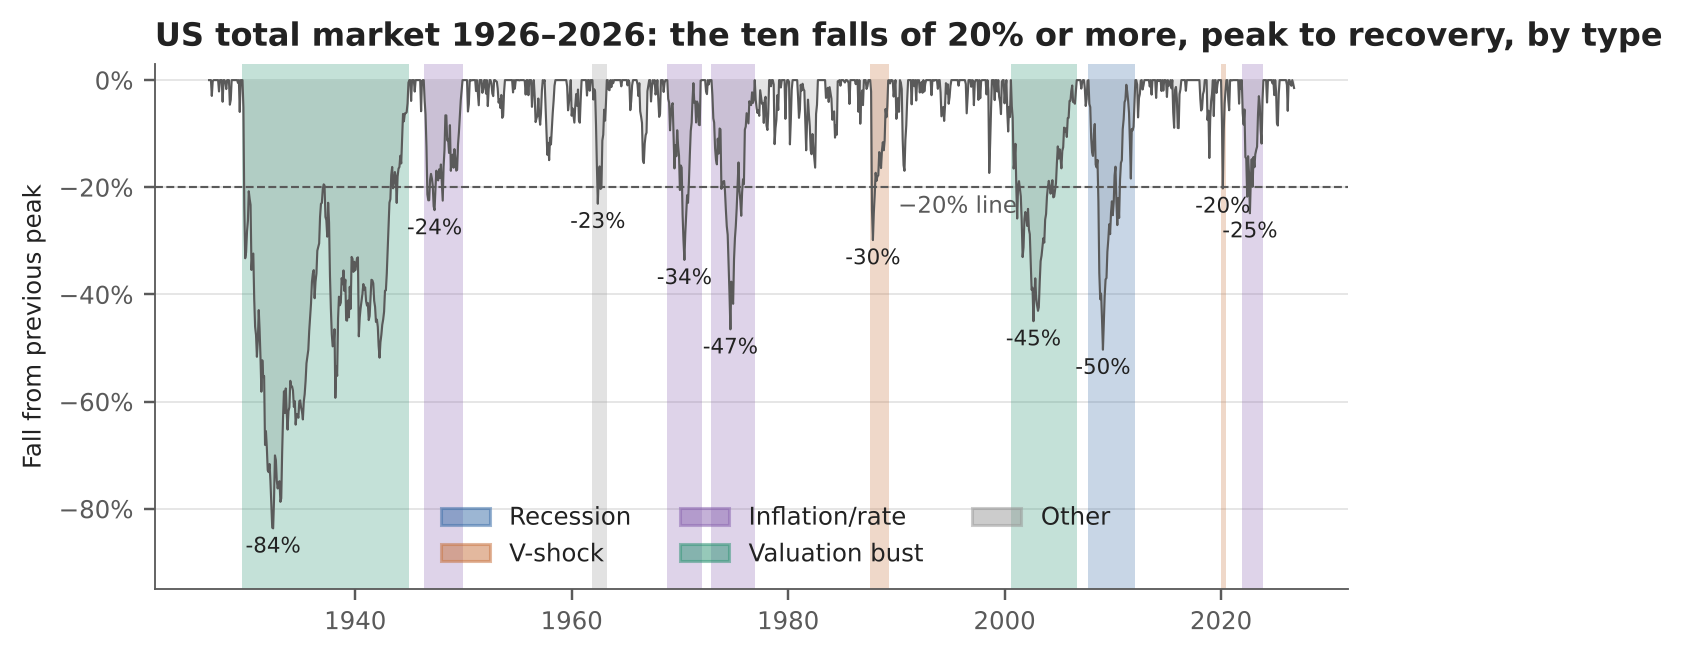 US total market 1926–2026: the ten falls of 20% or more, peak to recovery, by type
Fall from previous peak
0%
−20%
−40%
−60%
−80%
−20% line
-84%
-24%
-23%
-34%
-47%
-30%
-45%
-50%
-20%
-25%
Recession
V-shock
Inflation/rate
Valuation bust
Other
1940
1960
1980
2000
2020